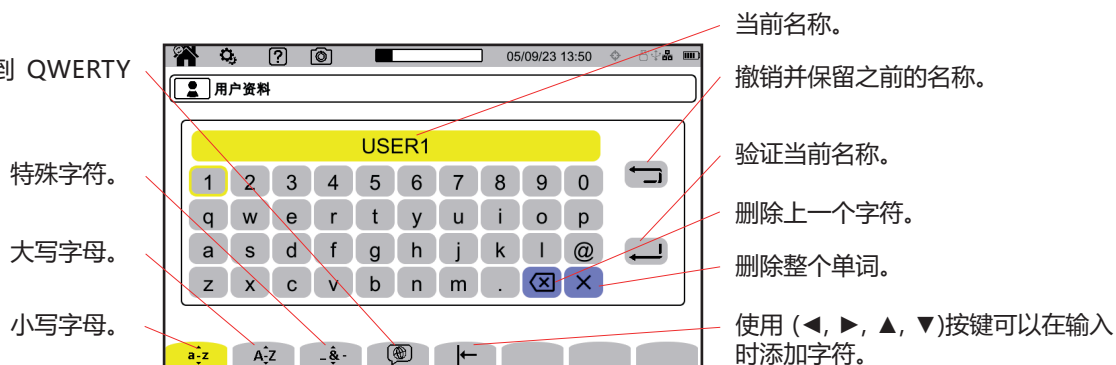 当前名称。
05/09/23 13:50
到 QWERTY
撤销并保留之前的名称。
用户资料
USER1
验证当前名称。
特殊字符。
1 2 3 4 5 6 7 8 9 0
q w e r t y u i o p
删除上一个字符。
大写字母。
a s d f g h j k l @
删除整个单词。
z x c v b n m .
小写字母。
使用 (◄, ►, ▲, ▼)按键可以在输入
时添加字符。
a-z A-Z _ & -